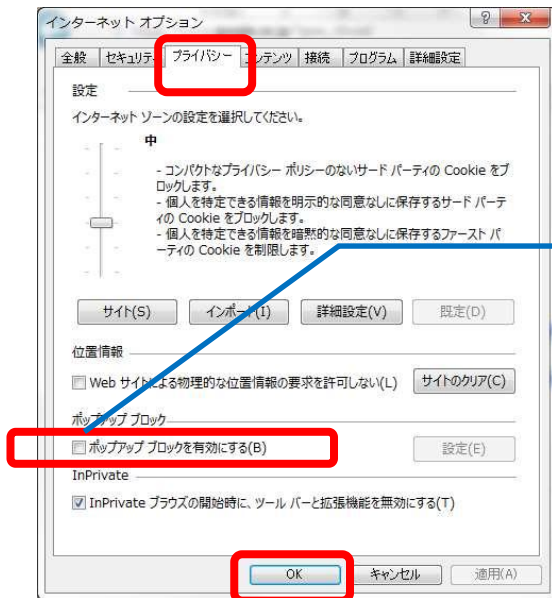 インターネット オプション
全般 セキュリティ プライバシー コンテンツ 接続 プログラム 詳細設定
設定
インターネット ゾーンの設定を選択してください。
中
- コンパクトなプライバシー ポリシーのないサード パーティの Cookie をブ
ロックします。
- 個人を特定できる情報を明示的な同意なしに保存するサード パーテ
ィの Cookie をブロックします。
- 個人を特定できる情報を暗黙的な同意なしに保存するファースト パ
ーティの Cookie を制限します。
サイト(S) インポート(I) 詳細設定(V) 既定(D)
位置情報
Web サイトによる物理的な位置情報の要求を許可しない(L) サイトのクリア(C)
ポップアップ ブロック
ポップアップ ブロックを有効にする(B) 設定(E)
InPrivate
InPrivate ブラウズの開始時に、ツール バーと拡張機能を無効にする(T)
OK キャンセル 適用(A)